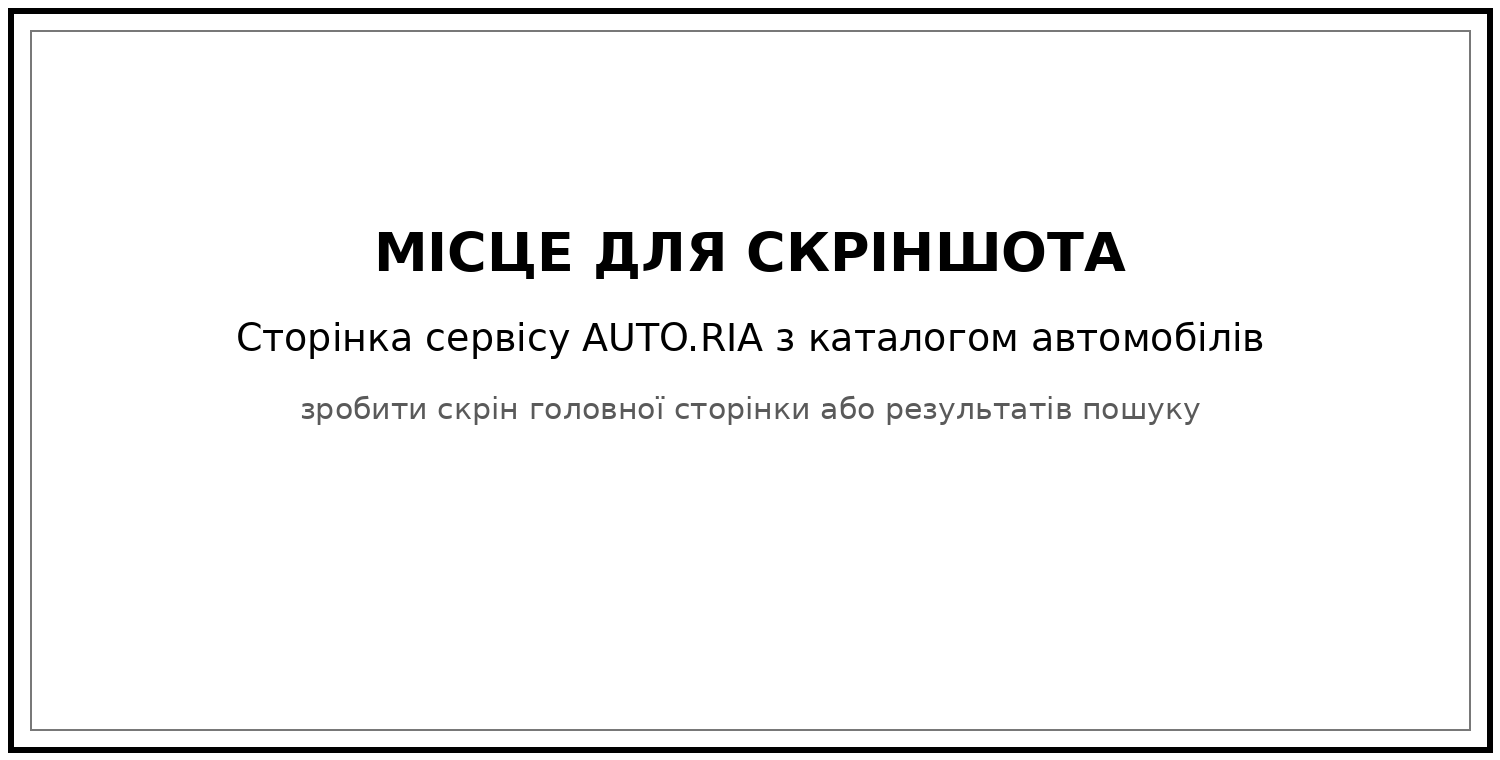 МІСЦЕ ДЛЯ СКРІНШОТА
Сторінка сервісу AUTO.RIA з каталогом автомобілів
зробити скрін головної сторінки або результатів пошуку